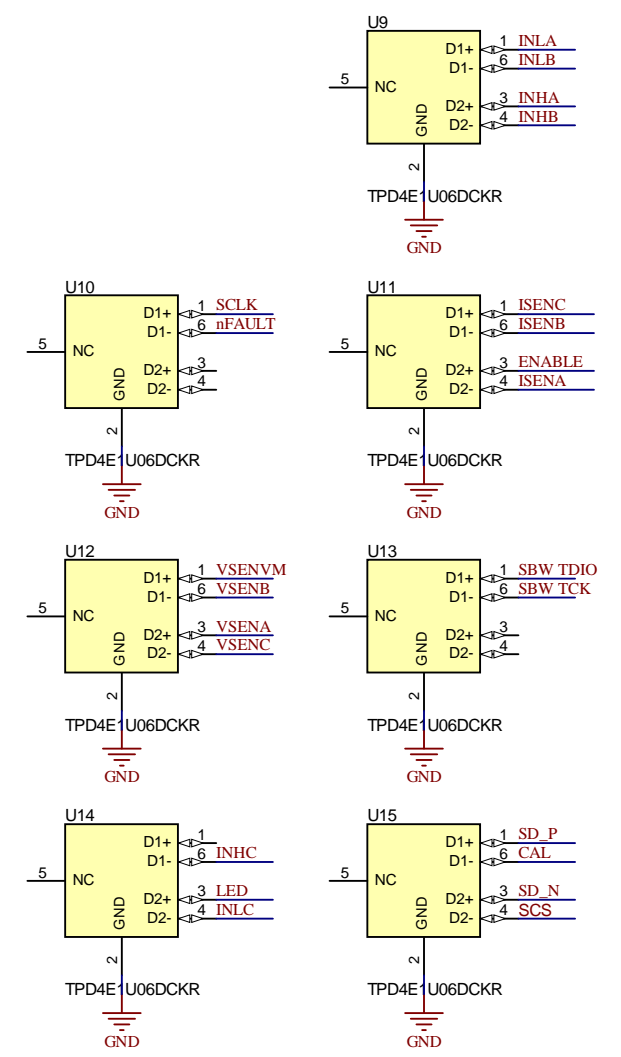 U9
D1+ 1 INLA
D1- 6 INLB
5 NC
D2+ 3 INHA
D2- 4 INHB
GND
2
TPD4E1U06DCKR
GND
U10
D1+ 1 SCLK
D1- 6 nFAULT
5 NC
D2+ 3
D2- 4
GND
2
TPD4E1U06DCKR
GND
U11
D1+ 1 ISENC
D1- 6 ISENB
5 NC
D2+ 3 ENABLE
D2- 4 ISENA
GND
2
TPD4E1U06DCKR
GND
U12
D1+ 1 VSENVM
D1- 6 VSENB
5 NC
D2+ 3 VSENA
D2- 4 VSENC
GND
2
TPD4E1U06DCKR
GND
U13
D1+ 1 SBW TDIO
D1- 6 SBW TCK
5 NC
D2+ 3
D2- 4
GND
2
TPD4E1U06DCKR
GND
U14
D1+ 1
D1- 6 INHC
5 NC
D2+ 3 LED
D2- 4 INLC
GND
2
TPD4E1U06DCKR
GND
U15
D1+ 1 SD_P
D1- 6 CAL
5 NC
D2+ 3 SD_N
D2- 4 SCS
GND
2
TPD4E1U06DCKR
GND